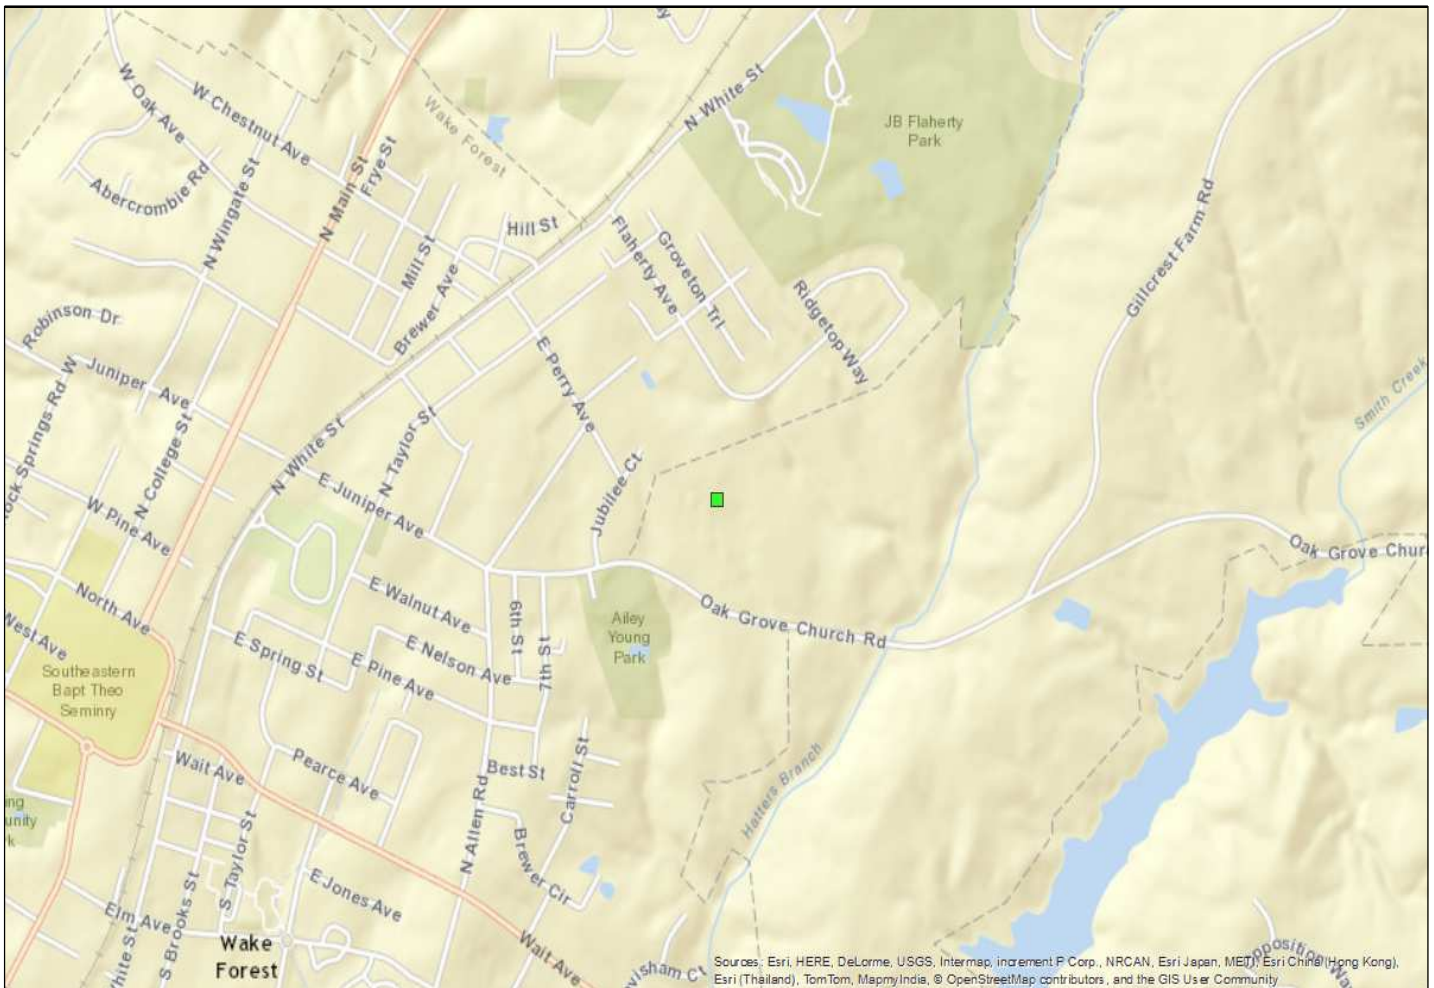 W Oak Ave
W Chestnut Ave
Abercrombie Rd
N Wingate St
N Main St
Frye St
Wake Forest
N White St
JB Flaherty
Park
Hill St
Mill St
Brewer Ave
Flaherty Ave
Groveton Trl
Ridgetop Way
Gillcrest Farm Rd
Robinson Dr
Juniper Ave
E Perry Ave
Smith Creek
N College St
N White St
N Taylor St
E Juniper Ave
Jubilee Ct
W Pine Ave
North Ave
West Ave
Southeastern
Bapt Theo
Seminry
E Walnut Ave
E Spring St
E Pine Ave
E Nelson Ave
6th St
7th St
Ailey
Young
Park
Oak Grove Church Rd
Oak Grove Chur
Wait Ave
Pearce Ave
Best St
Carroll St
Hatters Branch
N Allen Rd
Brewer Cir
S Taylor St
E Jones Ave
Elm Ave
S Brooks St
Wake
Forest
Wait Ave
Sources: Esri, HERE, DeLorme, USGS, Intermap, increment P Corp., NRCAN, Esri Japan, METI, Esri China (Hong Kong),
Esri (Thailand), TomTom, MapmyIndia, © OpenStreetMap contributors, and the GIS User Community